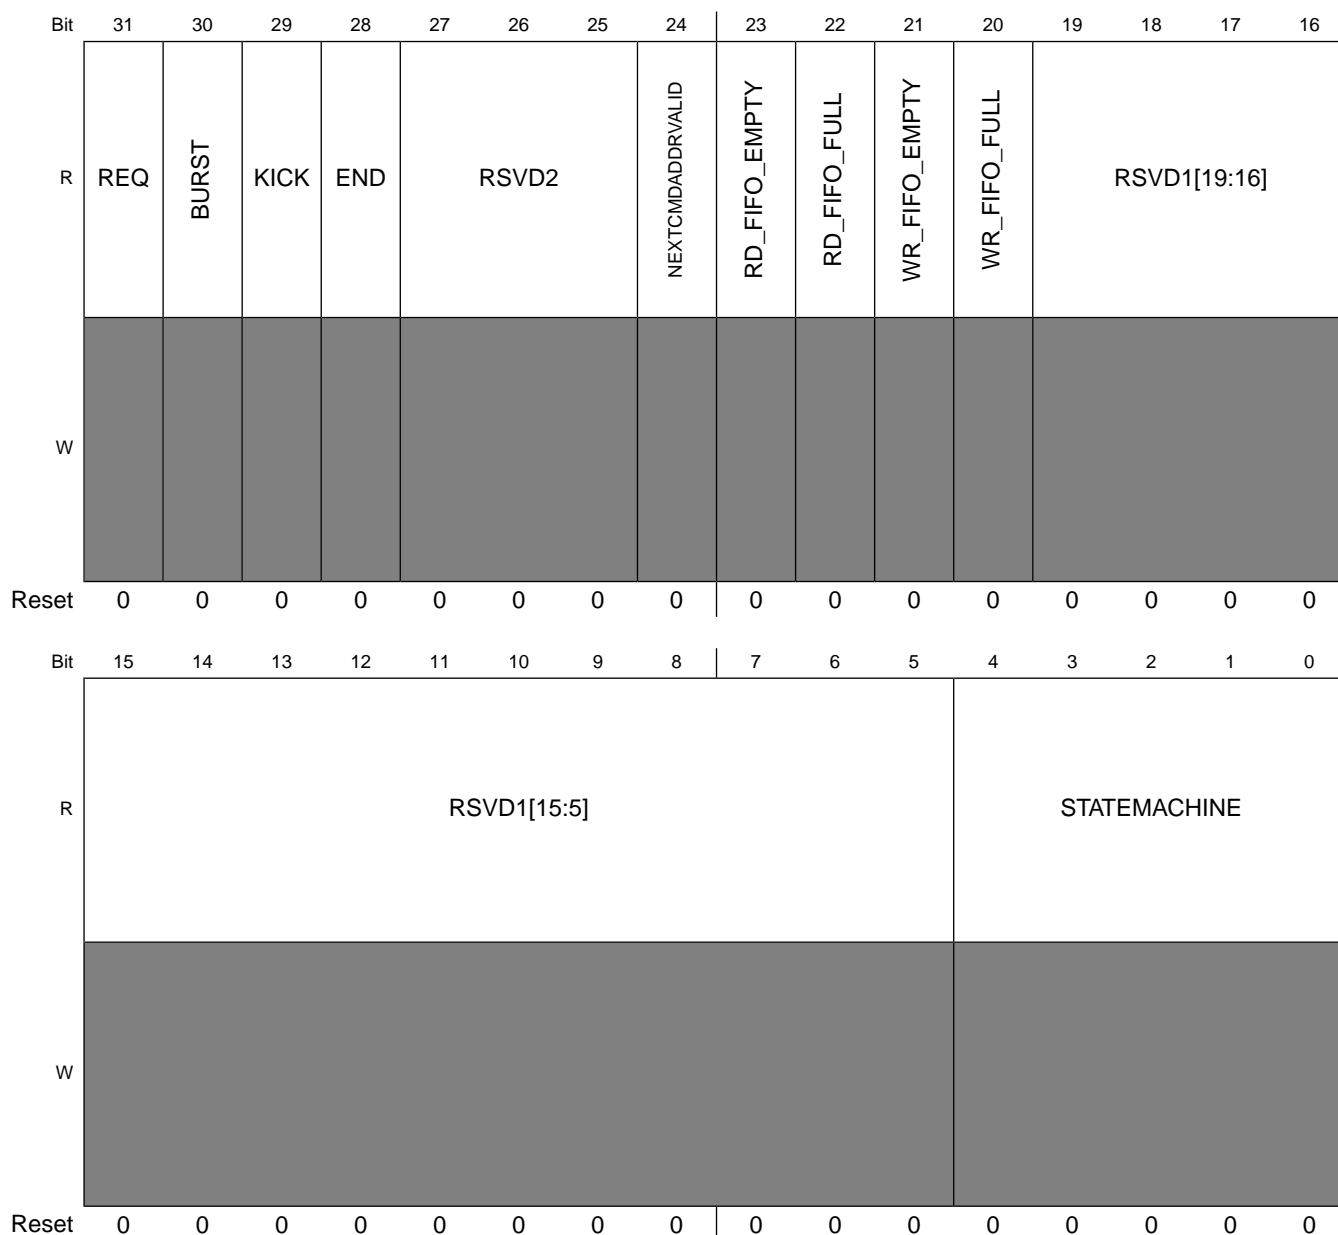 Bit 31 30 29 28 27 26 25 24 23 22 21 20 19 18 17 16
R REQ BURST KICK END RSVD2 NEXTCMDADDRVALID RD_FIFO_EMPTY RD_FIFO_FULL WR_FIFO_EMPTY WR_FIFO_FULL RSVD1[19:16]
W
Reset 0 0 0 0 0 0 0 0 0 0 0 0 0 0 0 0
Bit 15 14 13 12 11 10 9 8 7 6 5 4 3 2 1 0
R RSVD1[15:5] STATEMACHINE
W
Reset 0 0 0 0 0 0 0 0 0 0 0 0 0 0 0 0